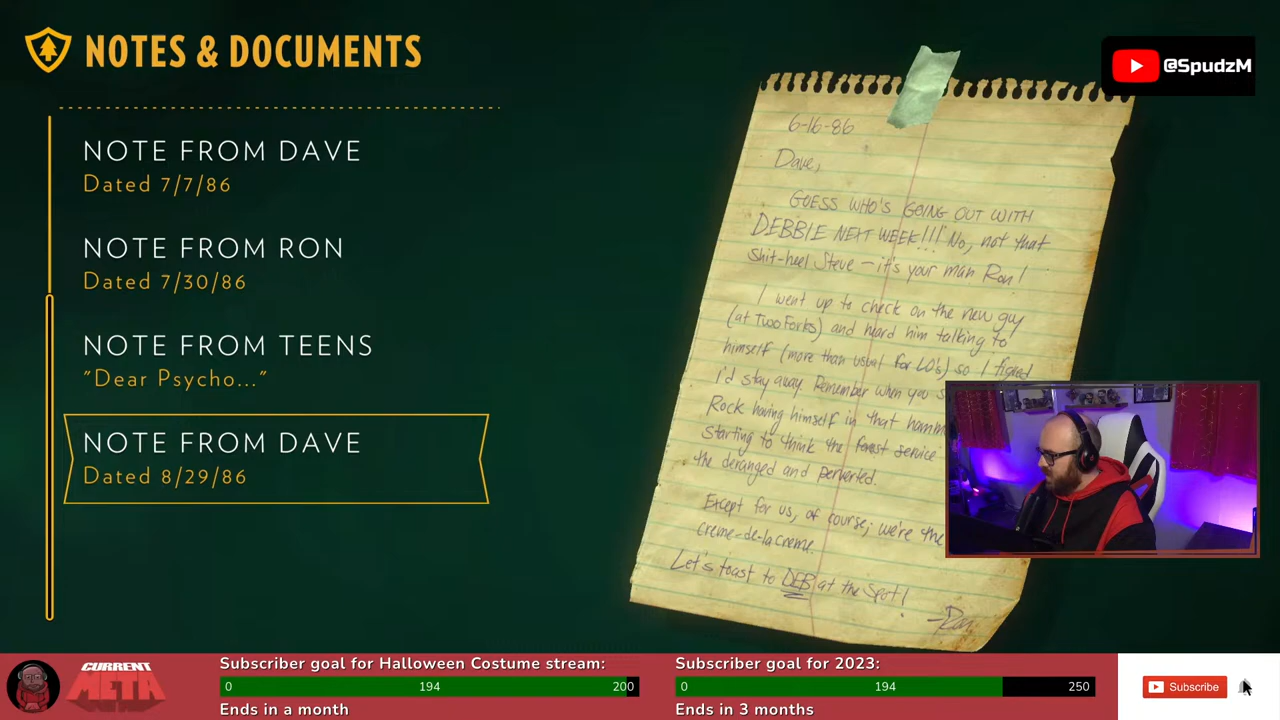 NOTES & DOCUMENTS
@SpudzM
NOTE FROM DAVE
Dated 7/7/86
NOTE FROM RON
Dated 7/30/86
NOTE FROM TEENS
"Dear Psycho..."
NOTE FROM DAVE
Dated 8/29/86
6-16-86
Dave,
GUESS WHO'S GOING OUT WITH
DEBBIE NEXT WEEK!!! No, not that
shit-heel Steve - it's your man Ron!
I went up to check on the new guy
(at Two Forks) and heard him talking to
himself (more than usual for LO's) so I figured
I'd stay away. Remember when you s
Rock having himself in that hamm
Starting to think the forest service
the deranged and perverted.
Except for us, of course; we're the
creme-de-la creme.
Let's toast to DEB at the spot!
-Ron
CURRENT
META
Subscriber goal for Halloween Costume stream:
0 194 200
Ends in a month
Subscriber goal for 2023:
0 194 250
Ends in 3 months
Subscribe